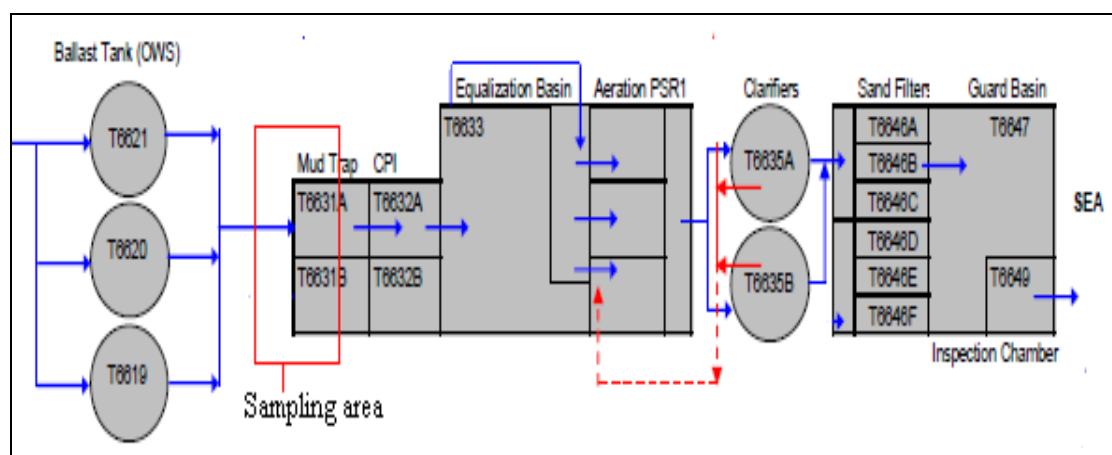 Ballast Tank (OWS)
T6621
T6620
T6619
Sampling area
Mud Trap
CPI
T6631A
T6632A
T6631B
T6632B
Equalization Basin
T6633
Aeration PSR1
Clarifiers
T6635A
T6635B
Sand Filters
T6646A
T6646B
T6646C
T6646D
T6646E
T6646F
Guard Basin
T6647
T6649
Inspection Chamber
SEA